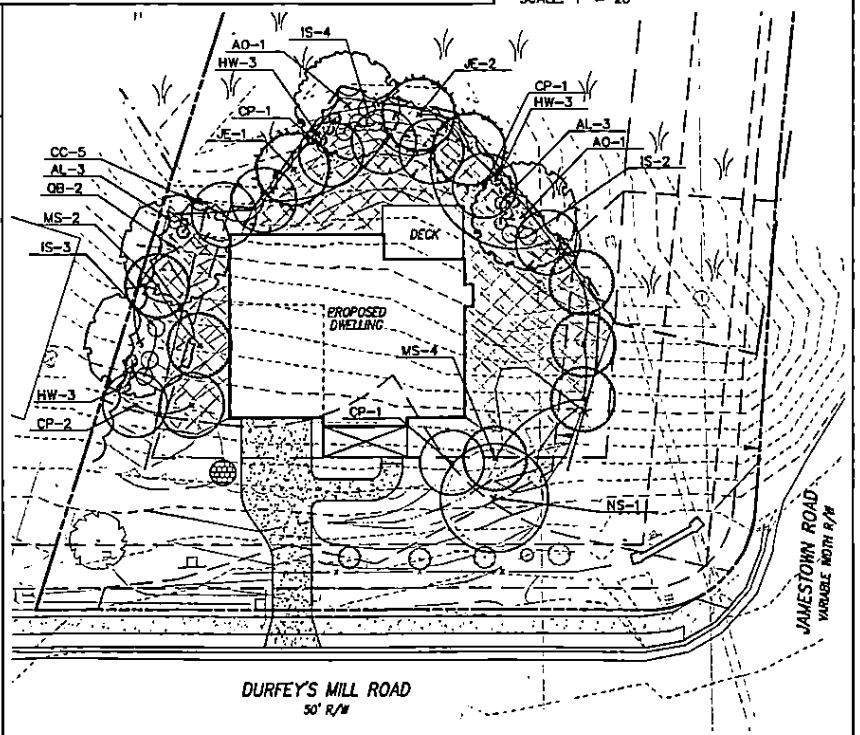 SCALE: 1" = 20'
IS-4
AO-1
HW-3
JE-2
CP-1
CP-1
HW-3
JE-1
AL-3
AO-1
CC-5
AL-3
IS-2
OB-2
MS-2
IS-3
DECK
PROPOSED
DWELLING
MS-4
HW-3
CP-1
CP-2
NS-1
JAMESTOWN ROAD
VARIABLE WIDTH R/W
DURFEY'S MILL ROAD
50' R/W